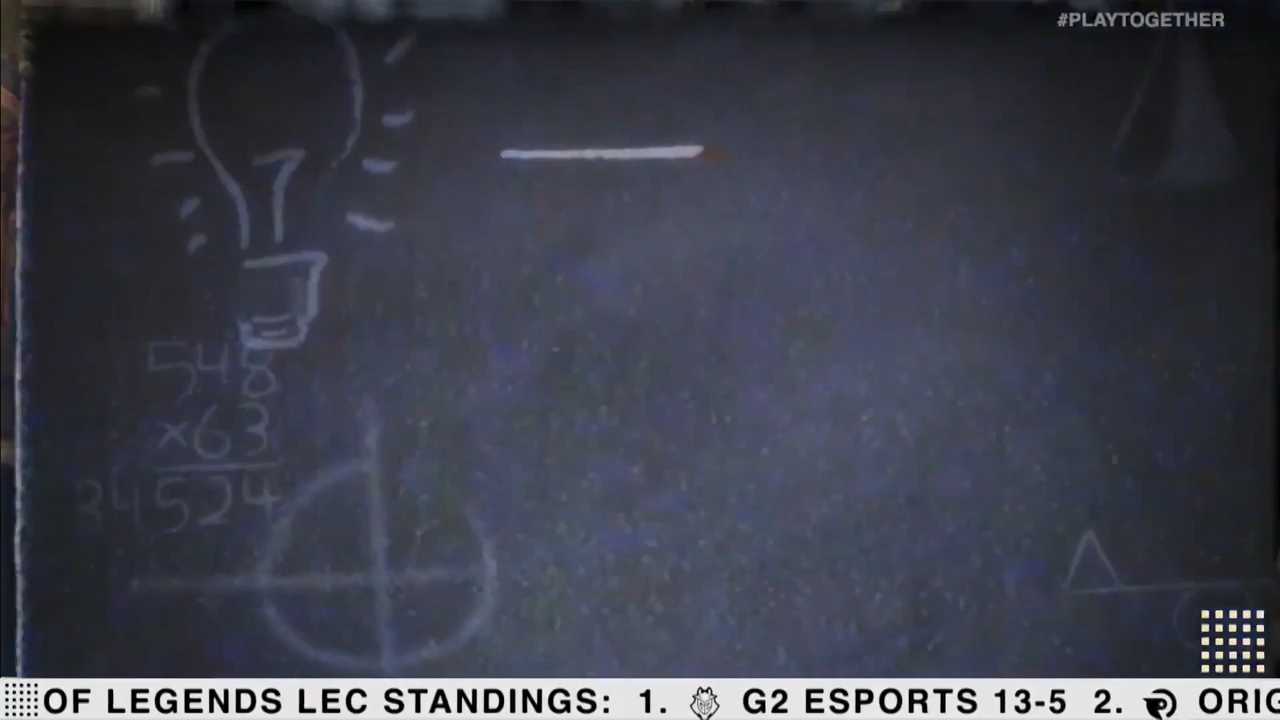 #PLAYTOGETHER
548
×63
34524
OF LEGENDS LEC STANDINGS: 1. G2 ESPORTS 13-5 2. ORIG